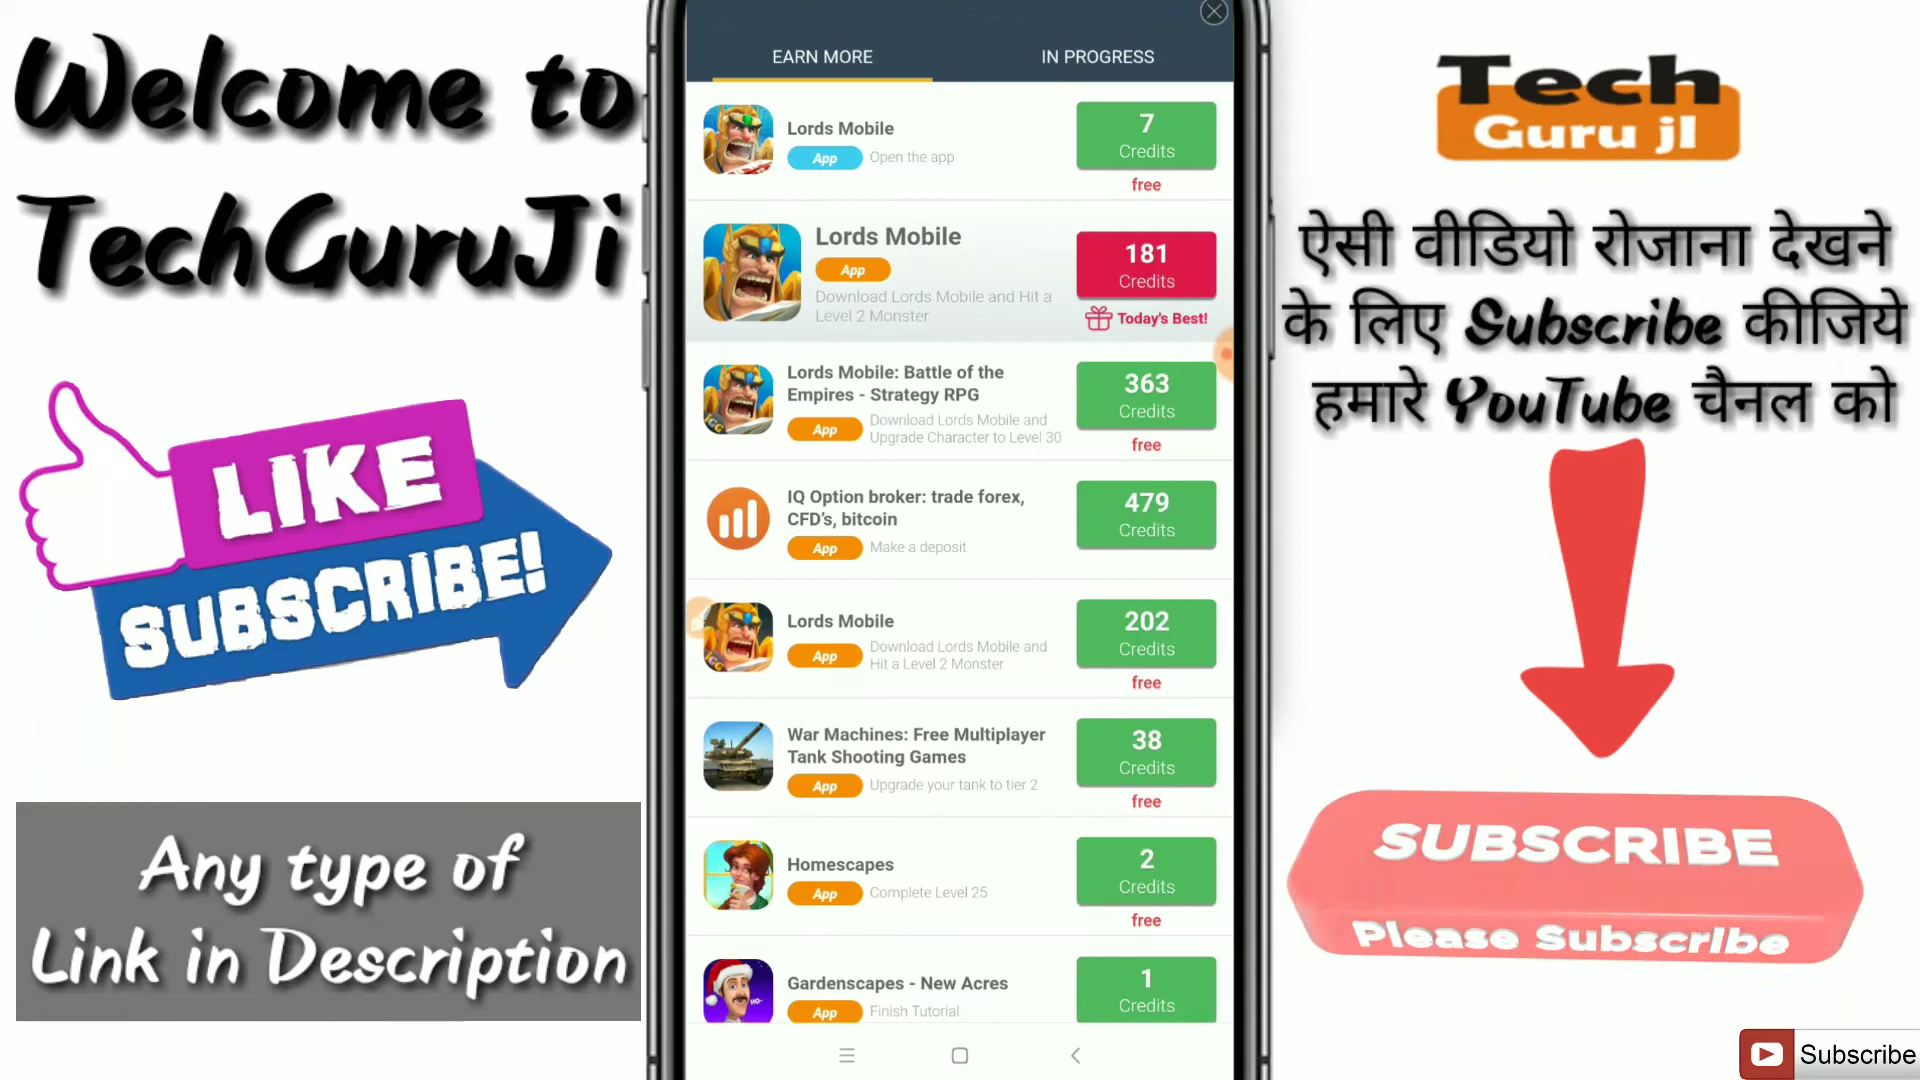 Welcome to
TechGuruJi
LIKE
SUBSCRIBE!
Any type of
Link in Description
EARN MORE
IN PROGRESS
Lords Mobile
App Open the app
7
Credits
free
Lords Mobile
App
Download Lords Mobile and Hit a
Level 2 Monster
181
Credits
Today's Best!
Lords Mobile: Battle of the
Empires - Strategy RPG
App Download Lords Mobile and
Upgrade Character to Level 30
363
Credits
free
IQ Option broker: trade forex,
CFD's, bitcoin
App Make a deposit
479
Credits
Lords Mobile
App Download Lords Mobile and
Hit a Level 2 Monster
202
Credits
free
War Machines: Free Multiplayer
Tank Shooting Games
App Upgrade your tank to tier 2
38
Credits
free
Homescapes
App Complete Level 25
2
Credits
free
Gardenscapes - New Acres
App Finish Tutorial
1
Credits
Tech
Guru jI
ऐसी वीडियो रोजाना देखने
के लिए Subscribe कीजिये
हमारे YouTube चैनल को
SUBSCRIBE
Please Subscribe
Subscribe